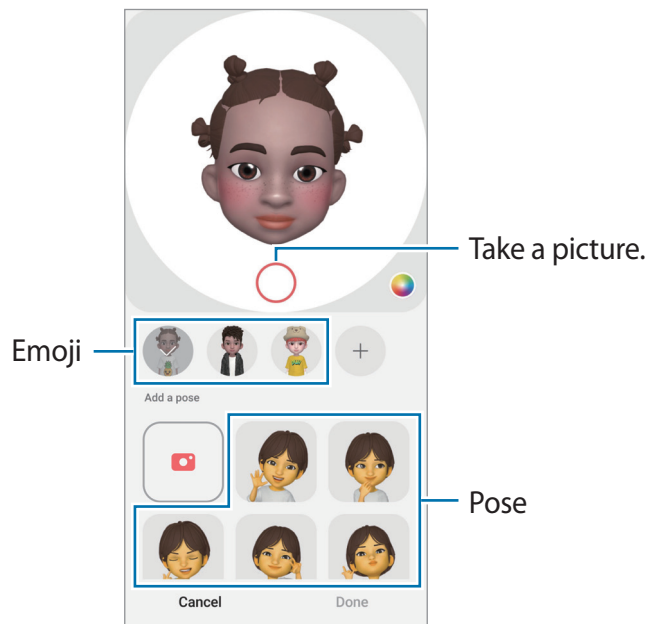 Take a picture.
Emoji
+
Add a pose
Pose
Cancel
Done